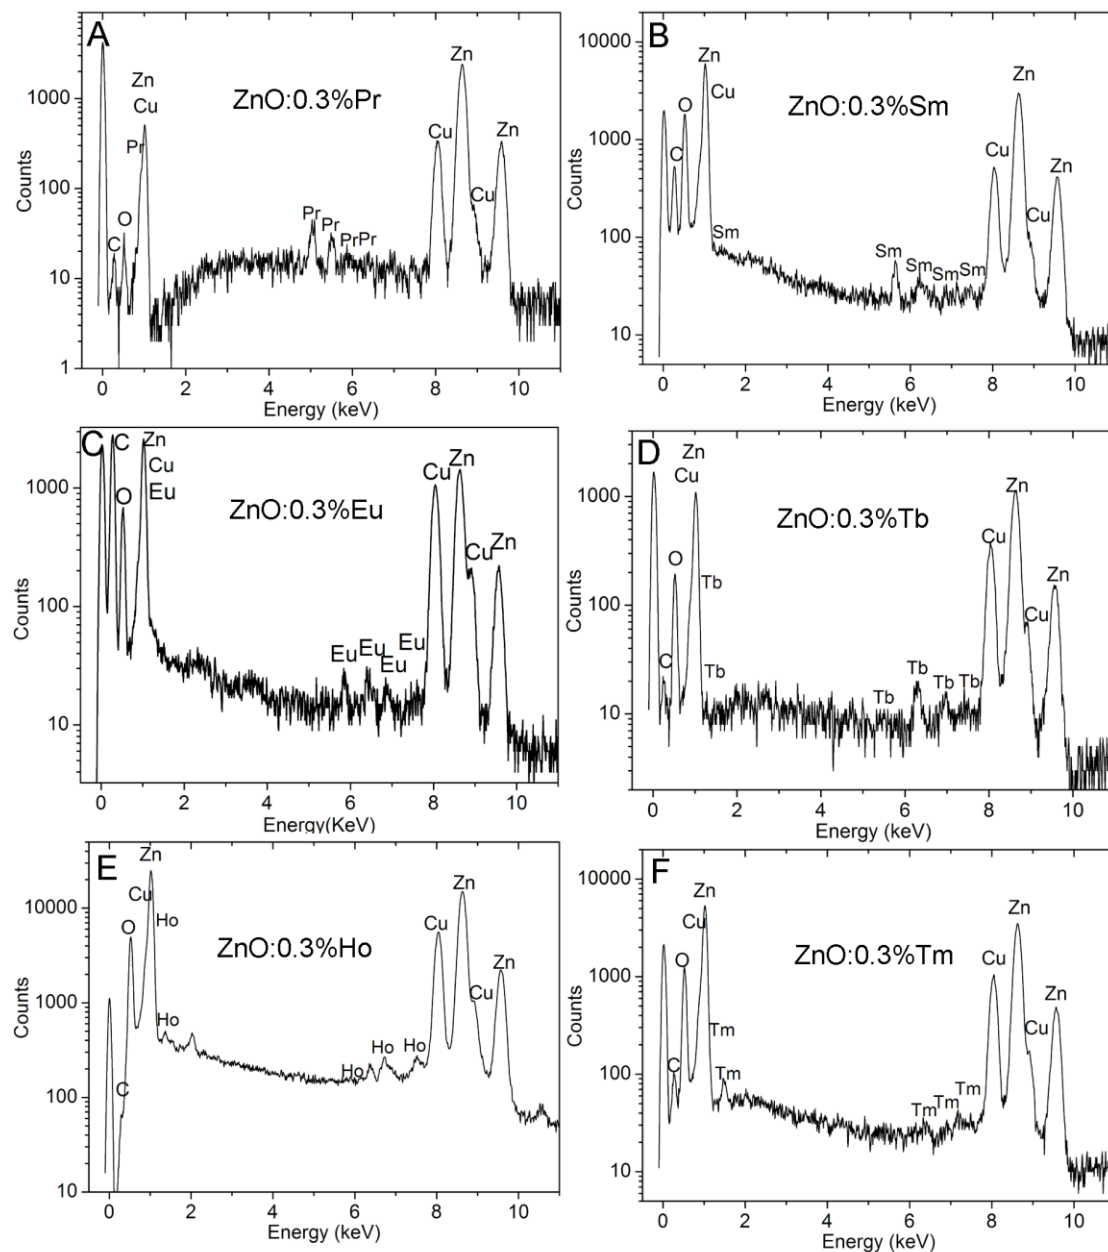 A
Zn
Cu
Pr
ZnO:0.3%Pr
C
O
Pr
Pr
PrPr
Cu
Zn
Cu
Zn
1000
100
10
1
Counts
0 2 4 6 8 10
Energy (keV)
B
Zn
Cu
O
C
ZnO:0.3%Sm
Sm
Sm
Sm
Sm
Sm
Cu
Zn
Cu
Zn
10000
1000
100
10
Counts
0 2 4 6 8 10
Energy (keV)
C
C
Zn
Cu
Eu
O
ZnO:0.3%Eu
Eu
Eu
Eu
Eu
Cu
Zn
Cu
Zn
1000
100
10
Counts
0 2 4 6 8 10
Energy(KeV)
D
Zn
Cu
O
C
Tb
Tb
ZnO:0.3%Tb
Tb
Tb
Tb
Tb
Cu
Zn
Cu
Zn
1000
100
10
Counts
0 2 4 6 8 10
Energy (keV)
E
Zn
Cu
Ho
O
C
Ho
ZnO:0.3%Ho
Ho
Ho
Ho
Cu
Zn
Cu
Zn
10000
1000
100
10
Counts
0 2 4 6 8 10
Energy (keV)
F
Zn
Cu
O
C
Tm
Tm
ZnO:0.3%Tm
Tm
Tm
Tm
Cu
Zn
Cu
Zn
10000
1000
100
10
Counts
0 2 4 6 8 10
Energy (keV)